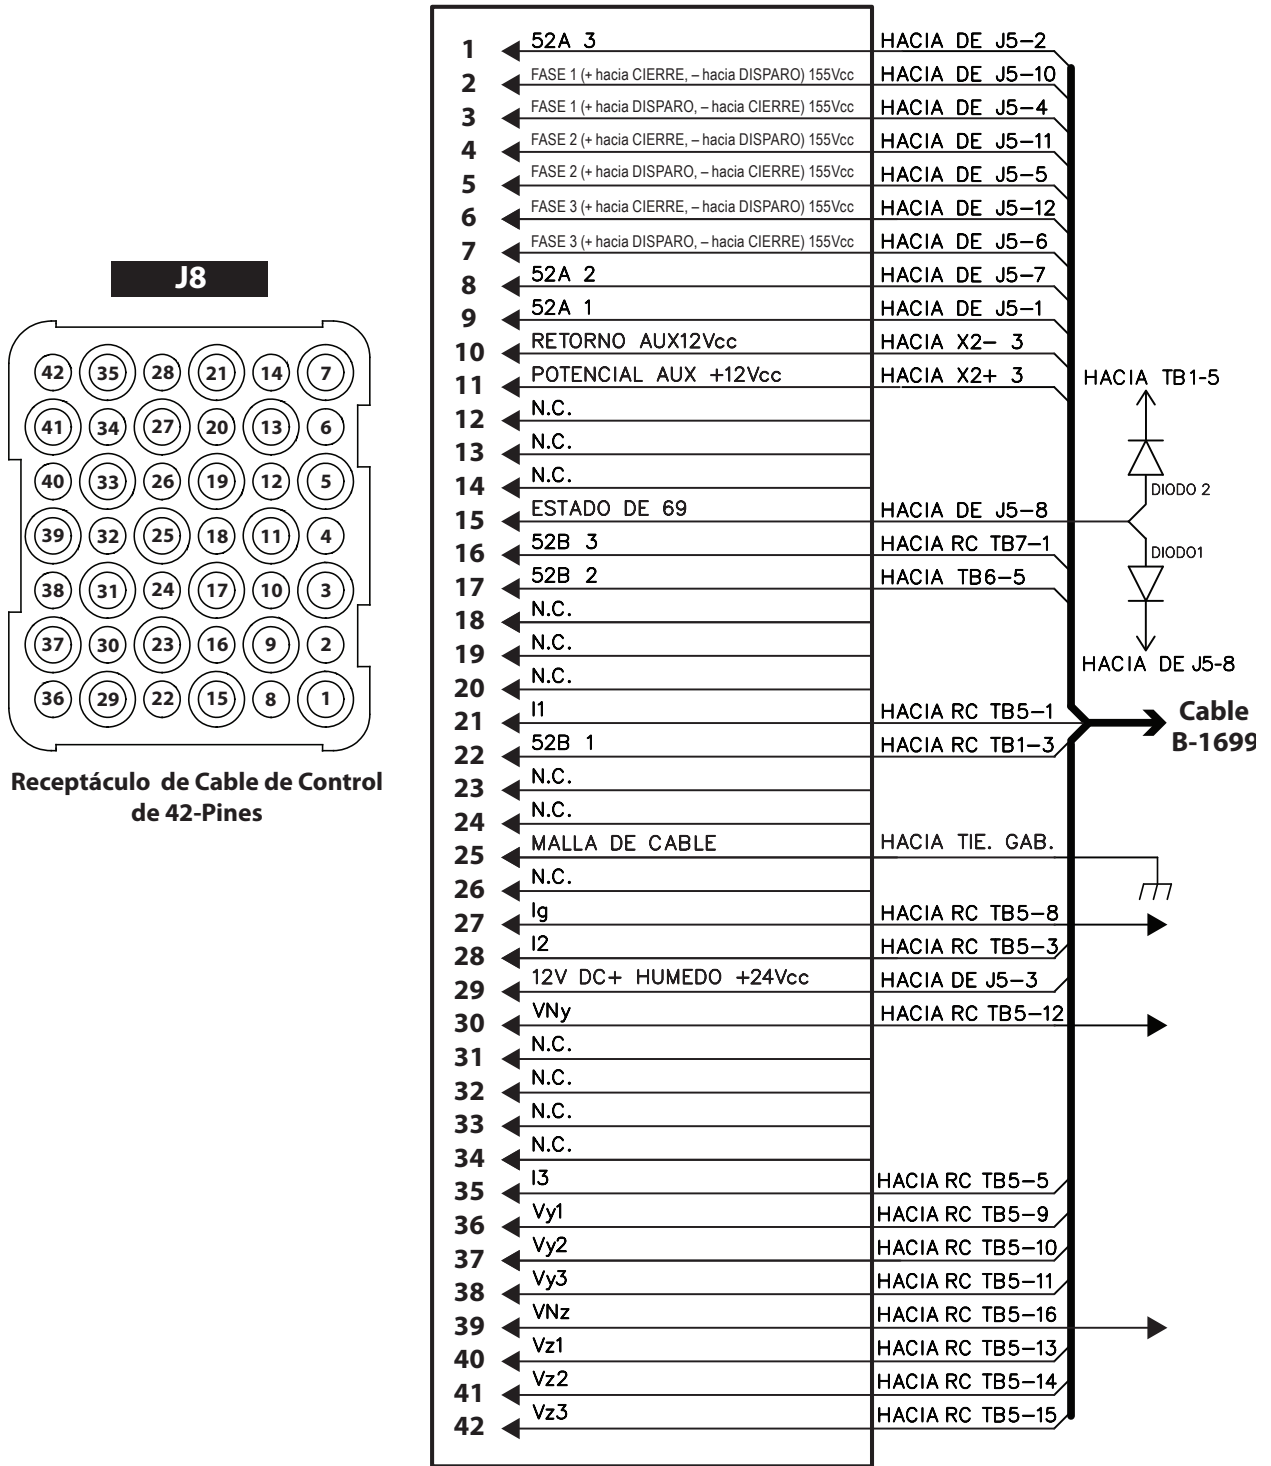 J8
42 35 28 21 14 7
41 34 27 20 13 6
40 33 26 19 12 5
39 32 25 18 11 4
38 31 24 17 10 3
37 30 23 16 9 2
36 29 22 15 8 1
Receptáculo de Cable de Control
de 42-Pines
1 52A 3 HACIA DE J5-2
2 FASE 1 (+ hacia CIERRE, – hacia DISPARO) 155Vcc HACIA DE J5-10
3 FASE 1 (+ hacia DISPARO, – hacia CIERRE) 155Vcc HACIA DE J5-4
4 FASE 2 (+ hacia CIERRE, – hacia DISPARO) 155Vcc HACIA DE J5-11
5 FASE 2 (+ hacia DISPARO, – hacia CIERRE) 155Vcc HACIA DE J5-5
6 FASE 3 (+ hacia CIERRE, – hacia DISPARO) 155Vcc HACIA DE J5-12
7 FASE 3 (+ hacia DISPARO, – hacia CIERRE) 155Vcc HACIA DE J5-6
8 52A 2 HACIA DE J5-7
9 52A 1 HACIA DE J5-1
10 RETORNO AUX12Vcc HACIA X2- 3
11 POTENCIAL AUX +12Vcc HACIA X2+ 3
12 N.C.
13 N.C.
14 N.C.
15 ESTADO DE 69 HACIA DE J5-8
16 52B 3 HACIA RC TB7-1
17 52B 2 HACIA TB6-5
18 N.C.
19 N.C.
20 N.C.
21 I1 HACIA RC TB5-1
22 52B 1 HACIA RC TB1-3
23 N.C.
24 N.C.
25 MALLA DE CABLE HACIA TIE. GAB.
26 N.C.
27 Ig HACIA RC TB5-8
28 I2 HACIA RC TB5-3
29 12V DC+ HUMEDO +24Vcc HACIA DE J5-3
30 VNy HACIA RC TB5-12
31 N.C.
32 N.C.
33 N.C.
34 N.C.
35 I3 HACIA RC TB5-5
36 Vy1 HACIA RC TB5-9
37 Vy2 HACIA RC TB5-10
38 Vy3 HACIA RC TB5-11
39 VNz HACIA RC TB5-16
40 Vz1 HACIA RC TB5-13
41 Vz2 HACIA RC TB5-14
42 Vz3 HACIA RC TB5-15
HACIA TB1-5
DIODO 2
DIODO1
HACIA DE J5-8
Cable
B-1699